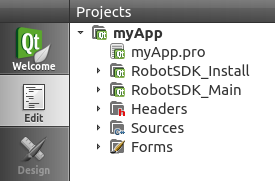 Projects
Qt
Welcome
Edit
Design
myApp
myApp.pro
RobotSDK_Install
RobotSDK_Main
Headers
Sources
Forms